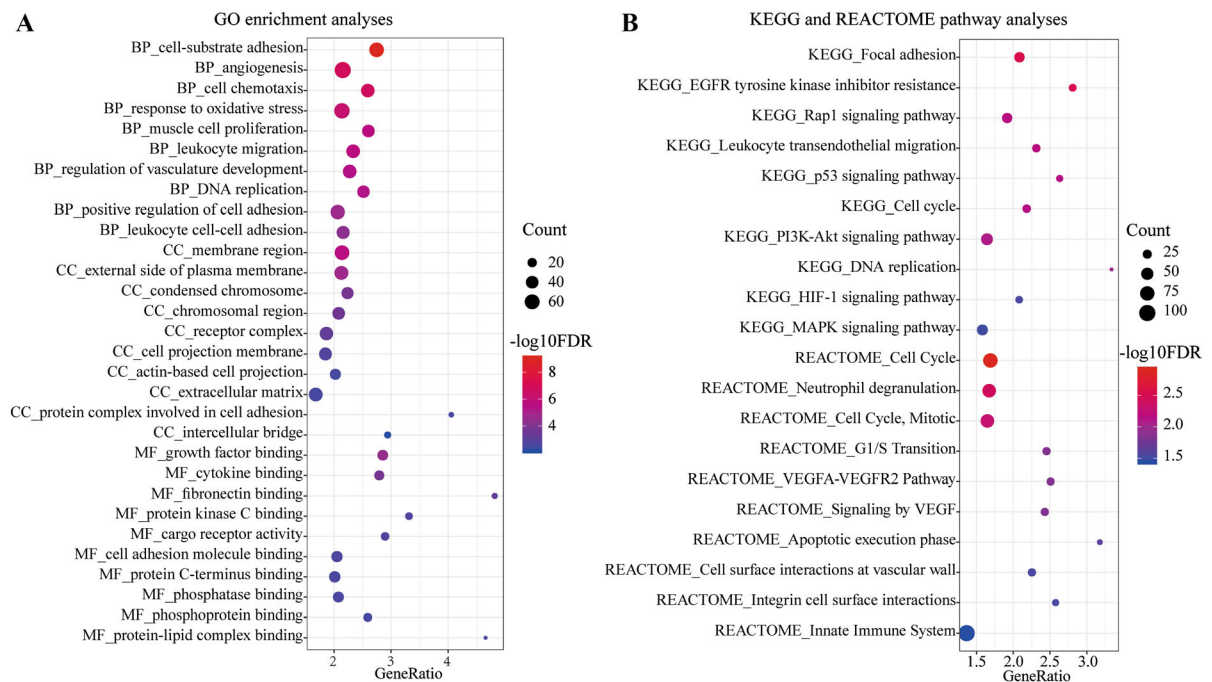 A
GO enrichment analyses
BP_cell-substrate adhesion
BP_angiogenesis
BP_cell chemotaxis
BP_response to oxidative stress
BP_muscle cell proliferation
BP_leukocyte migration
BP_regulation of vasculature development
BP_DNA replication
BP_positive regulation of cell adhesion
BP_leukocyte cell-cell adhesion
CC_membrane region
CC_external side of plasma membrane
CC_condensed chromosome
CC_chromosomal region
CC_receptor complex
CC_cell projection membrane
CC_actin-based cell projection
CC_extracellular matrix
CC_protein complex involved in cell adhesion
CC_intercellular bridge
MF_growth factor binding
MF_cytokine binding
MF_fibronectin binding
MF_protein kinase C binding
MF_cargo receptor activity
MF_cell adhesion molecule binding
MF_protein C-terminus binding
MF_phosphatase binding
MF_phosphoprotein binding
MF_protein-lipid complex binding
2 3 4
GeneRatio
Count
20
40
60
-log10FDR
8
6
4
B
KEGG and REACTOME pathway analyses
KEGG_Focal adhesion
KEGG_EGFR tyrosine kinase inhibitor resistance
KEGG_Rap1 signaling pathway
KEGG_Leukocyte transendothelial migration
KEGG_p53 signaling pathway
KEGG_Cell cycle
KEGG_PI3K-Akt signaling pathway
KEGG_DNA replication
KEGG_HIF-1 signaling pathway
KEGG_MAPK signaling pathway
REACTOME_Cell Cycle
REACTOME_Neutrophil degranulation
REACTOME_Cell Cycle, Mitotic
REACTOME_G1/S Transition
REACTOME_VEGFA-VEGFR2 Pathway
REACTOME_Signaling by VEGF
REACTOME_Apoptotic execution phase
REACTOME_Cell surface interactions at vascular wall
REACTOME_Integrin cell surface interactions
REACTOME_Innate Immune System
1.5 2.0 2.5 3.0
GeneRatio
Count
25
50
75
100
-log10FDR
2.5
2.0
1.5